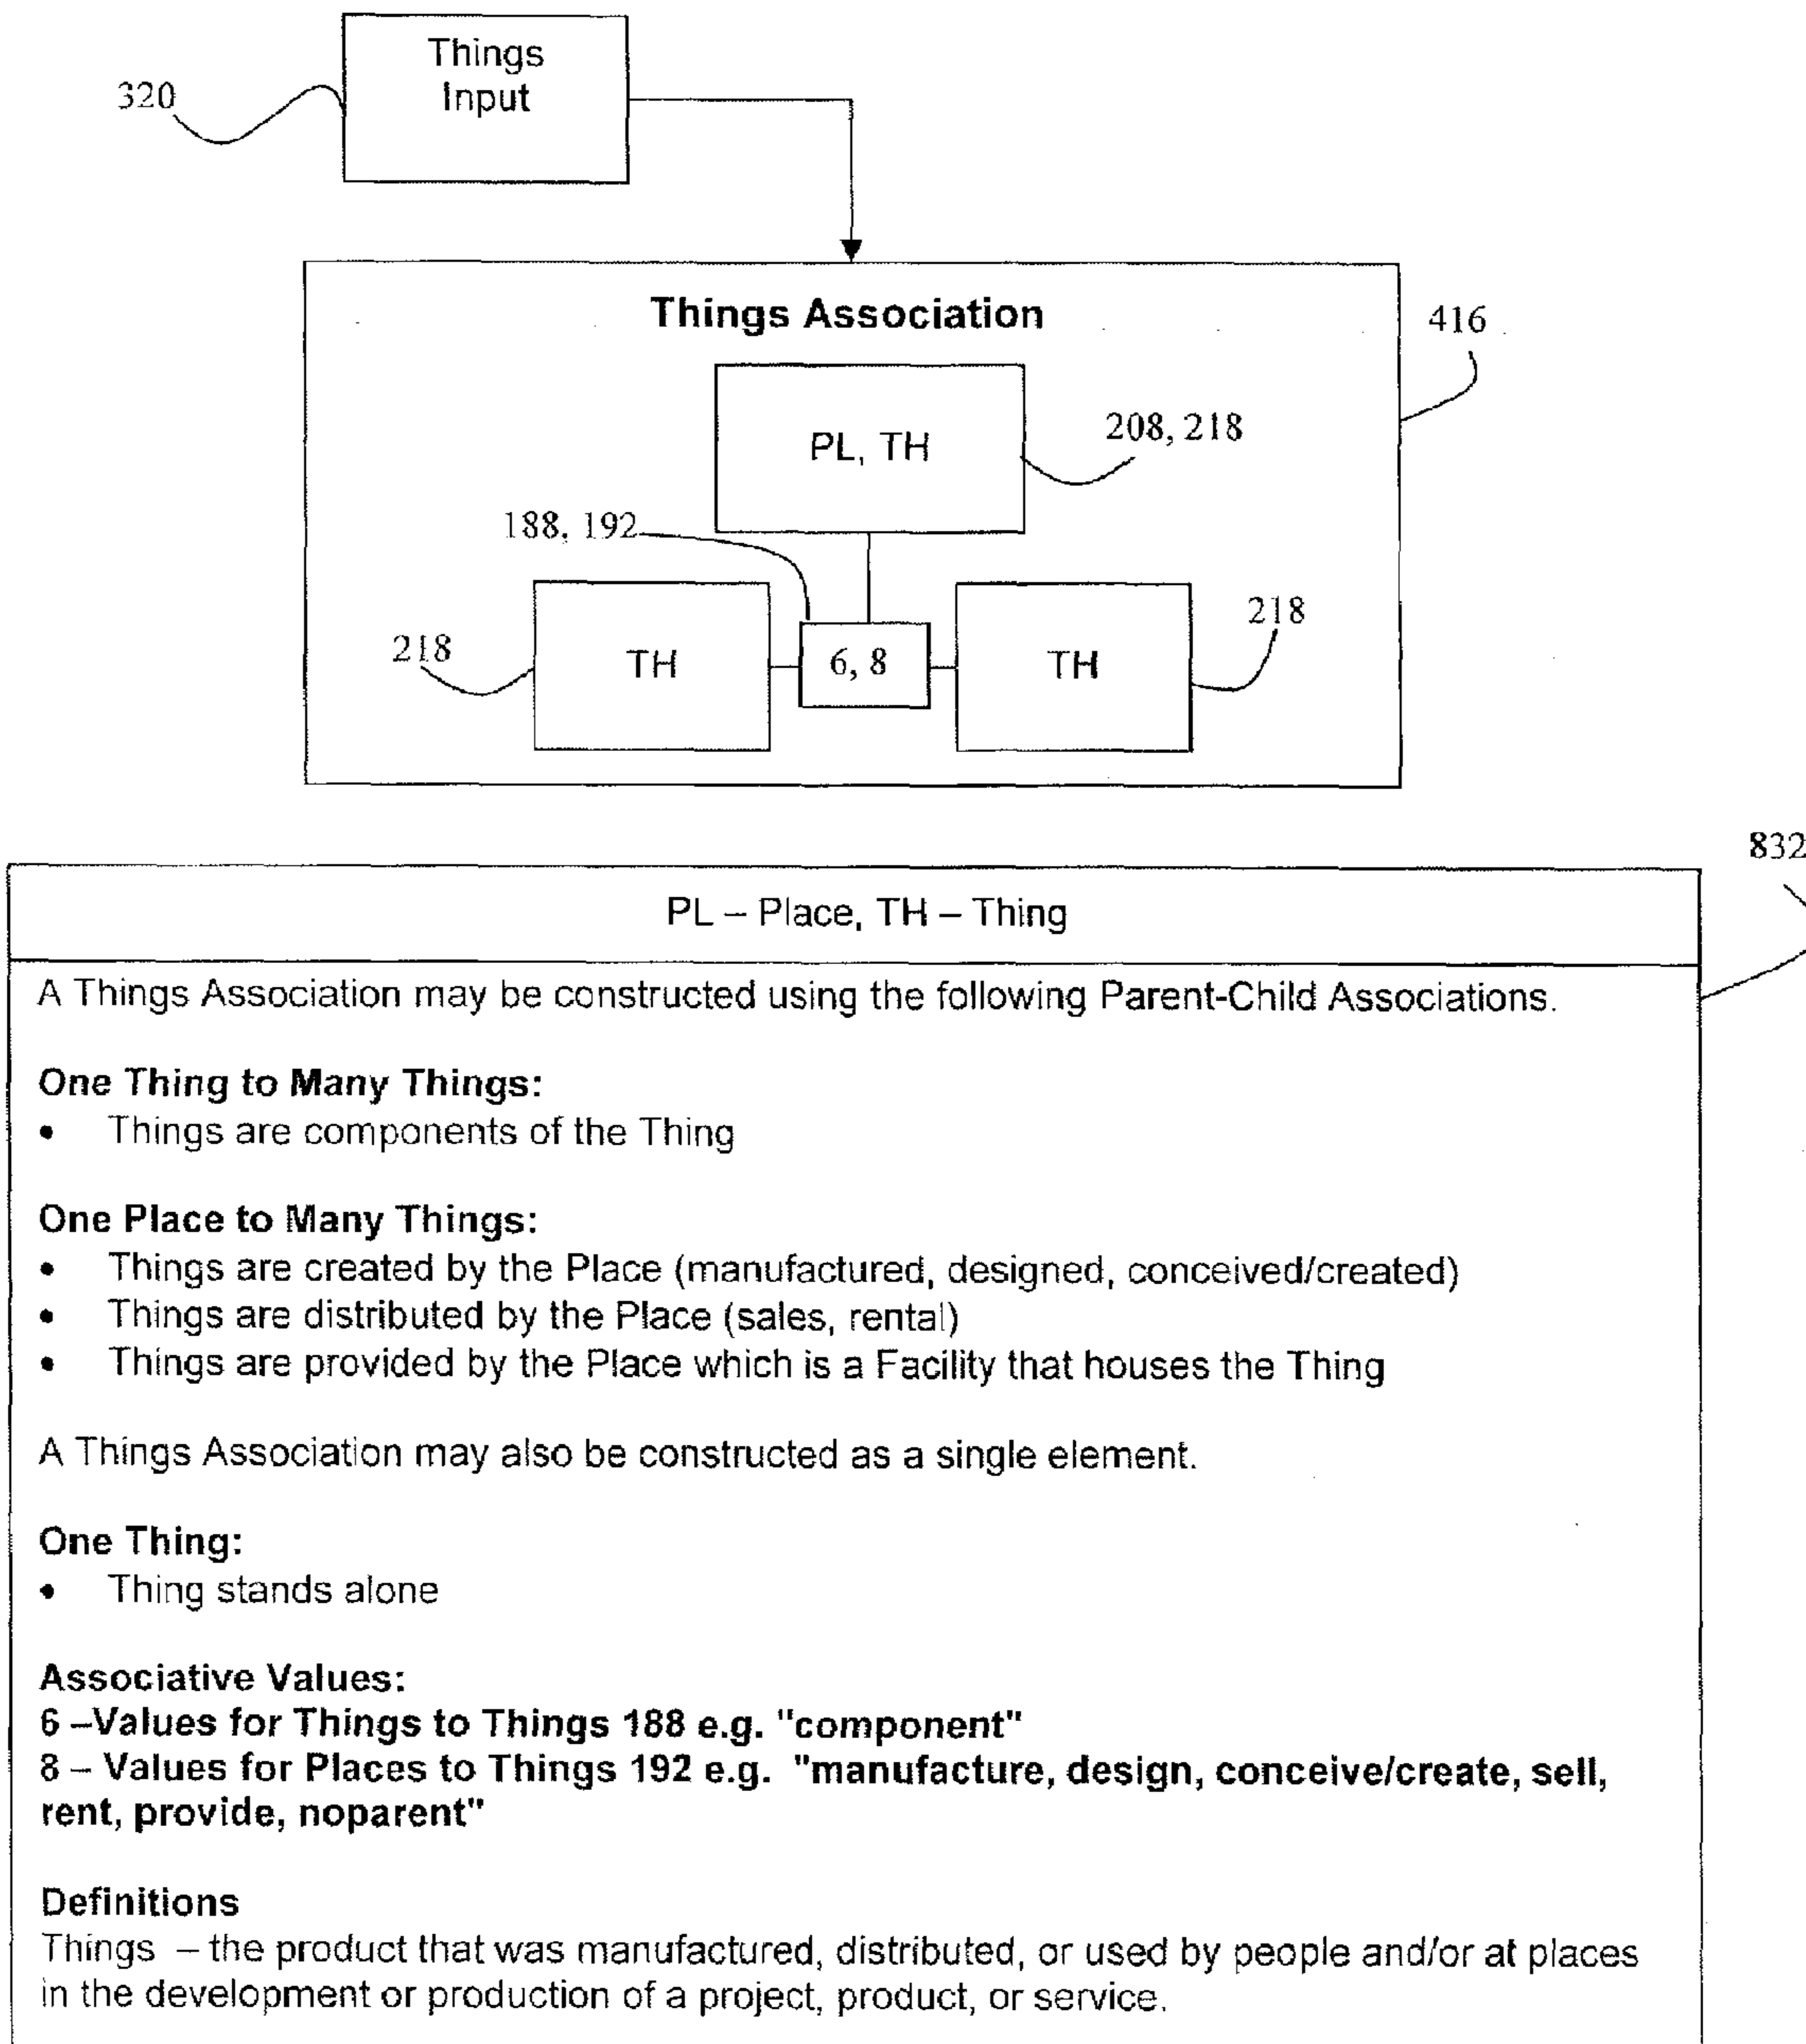 Things
Input
320
Things Association
416
PL, TH
208, 218
188, 192
218
TH
6, 8
TH
218
832
PL – Place, TH – Thing
A Things Association may be constructed using the following Parent-Child Associations.
One Thing to Many Things:
• Things are components of the Thing
One Place to Many Things:
• Things are created by the Place (manufactured, designed, conceived/created)
• Things are distributed by the Place (sales, rental)
• Things are provided by the Place which is a Facility that houses the Thing
A Things Association may also be constructed as a single element.
One Thing:
• Thing stands alone
Associative Values:
6 –Values for Things to Things 188 e.g. "component"
8 – Values for Places to Things 192 e.g. "manufacture, design, conceive/create, sell,
rent, provide, noparent"
Definitions
Things – the product that was manufactured, distributed, or used by people and/or at places
in the development or production of a project, product, or service.